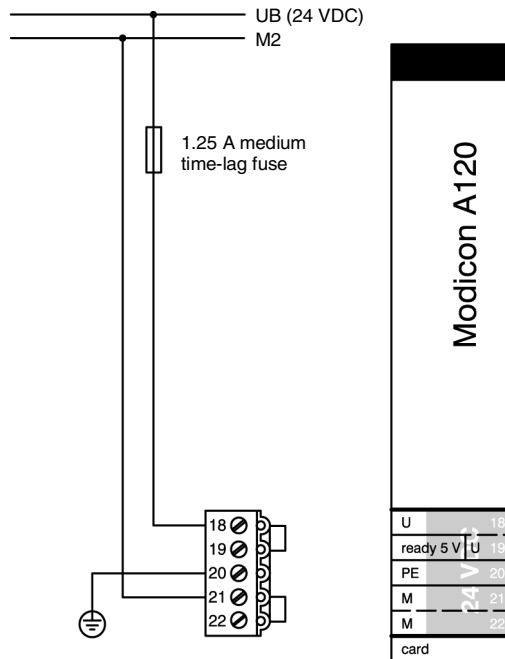 UB (24 VDC)
M2
1.25 A medium
time-lag fuse
Modicon A120
18
19
20
21
22
U 18
ready 5 V U 19
PE 20
M 21
M 22
24 VDC
card